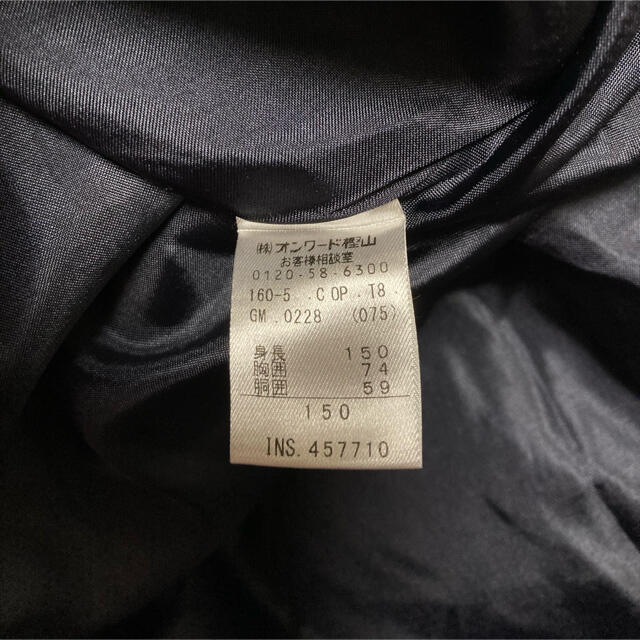 (株)オンワード樫山
お客様相談室
0120-58-6300
160-5 . .C OP . T8
GM .0228 (075)
身長 150
胸囲 74
胴囲 59
150
INS. 457710